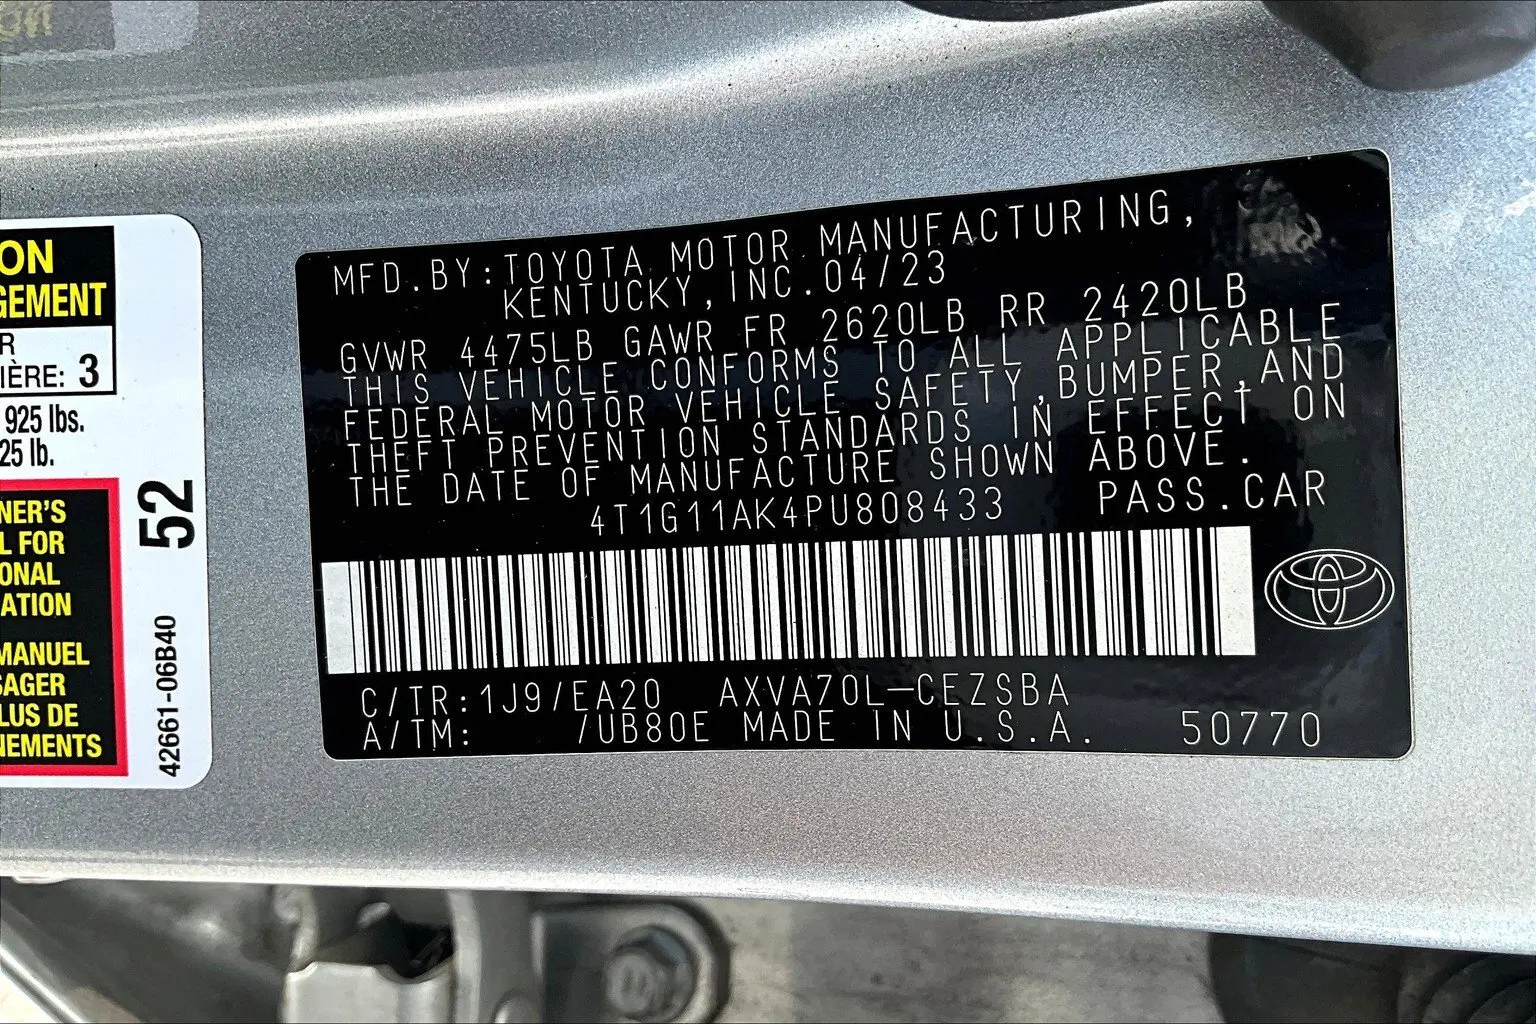 ON
GEMENT
R
IÈRE: 3
925 lbs.
25 lb.
NER'S
L FOR
ONAL
ATION
MANUEL
SAGER
LUS DE
NEMENTS
52
42661-06B40
MFD.BY:TOYOTA MOTOR MANUFACTURING,
KENTUCKY,INC.04/23
GVWR 4475LB GAWR FR 2620LB RR 2420LB
THIS VEHICLE CONFORMS TO ALL APPLICABLE
FEDERAL MOTOR VEHICLE SAFETY,BUMPER,AND
THEFT PREVENTION STANDARDS IN EFFECT ON
THE DATE OF MANUFACTURE SHOWN ABOVE.
4T1G11AK4PU808433 PASS.CAR
C/TR:1J9/EA20 AXVA70L-CEZSBA
A/TM: /UB80E MADE IN U.S.A. 50770